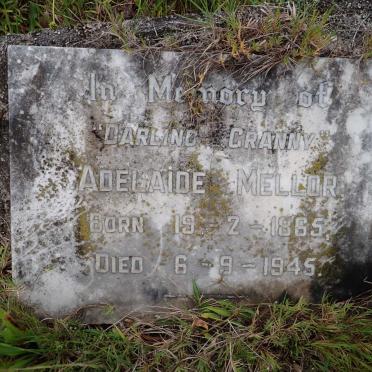 In Memory of
"DARLING GRANNY"
ADELAIDE MELLOR
BORN 19-2-1865
DIED 6-9-1945